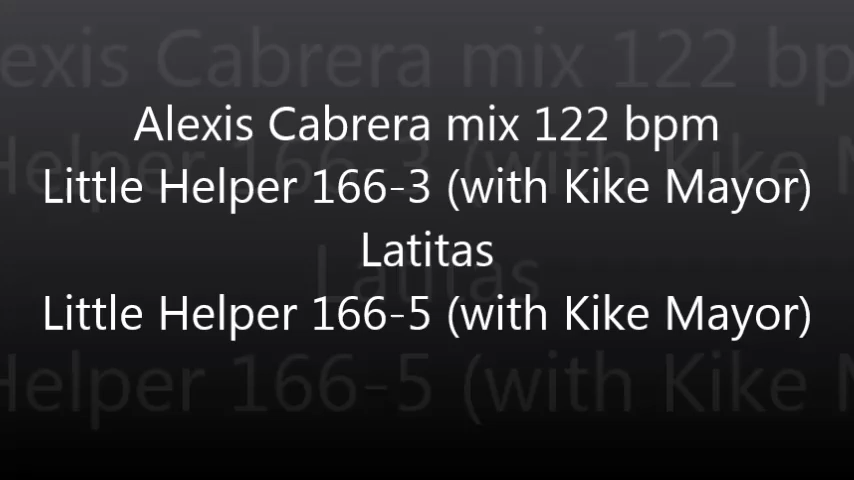 Alexis Cabrera mix 122 bpm
Little Helper 166-3 (with Kike Mayor)
Latitas
Little Helper 166-5 (with Kike Mayor)